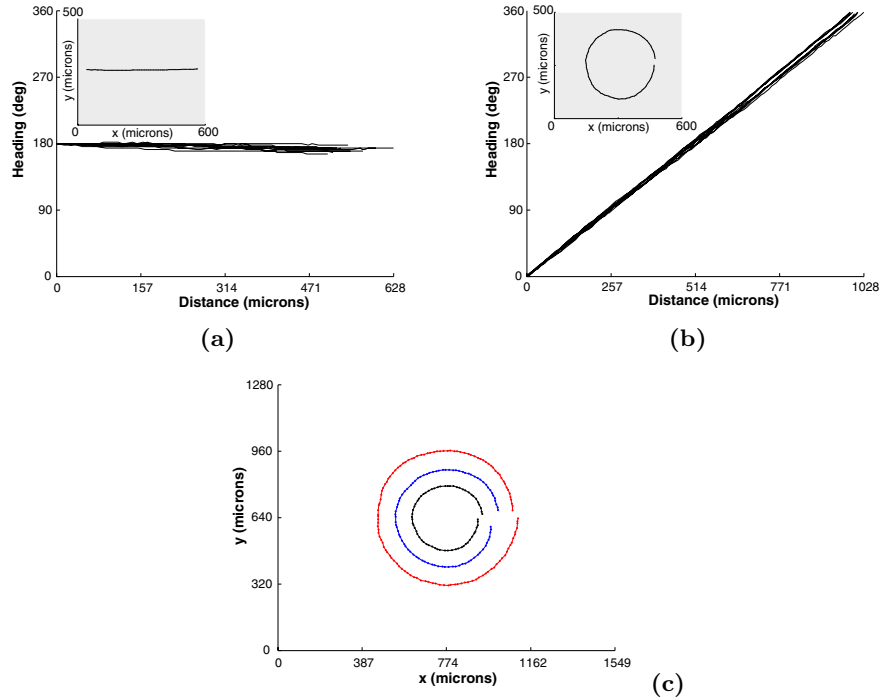 360
270
180
90
0
Heading (deg)
500
y (microns)
x (microns)
600
0
157
314
471
628
Distance (microns)
(a)
360
270
180
90
0
Heading (deg)
500
y (microns)
x (microns)
600
0
257
514
771
1028
Distance (microns)
(b)
1280
960
640
320
0
y (microns)
0
387
774
1162
1549
x (microns)
(c)